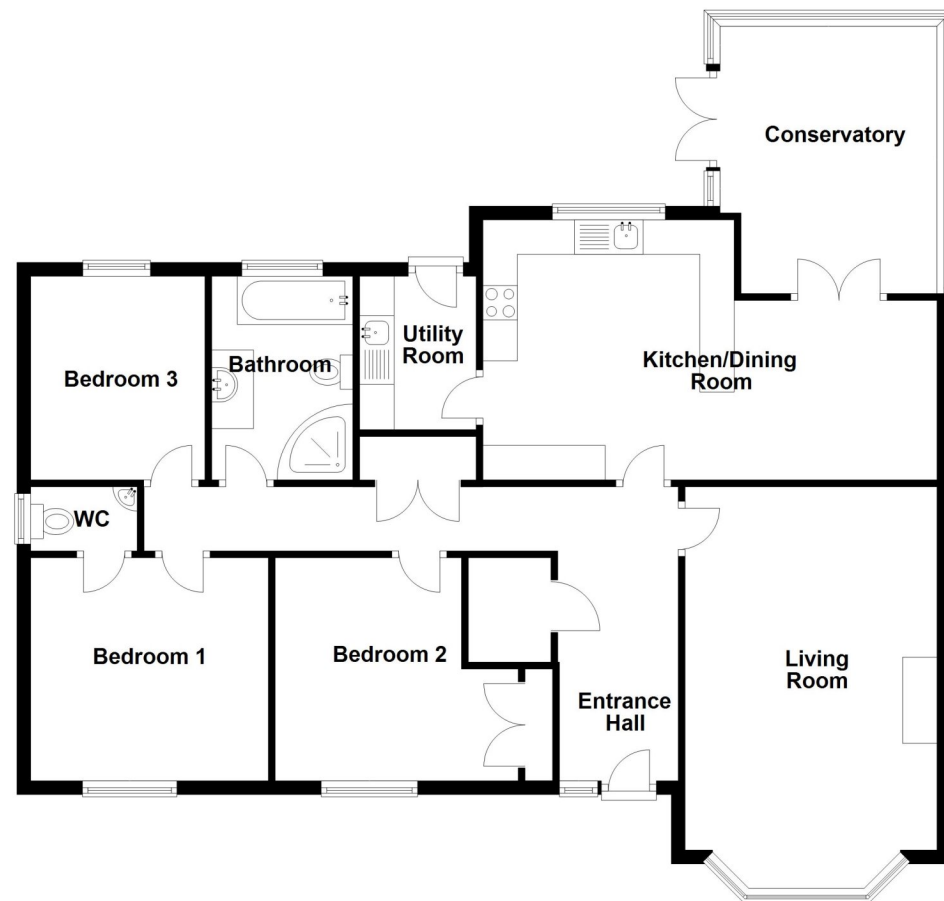 Conservatory
Utility
Room
Kitchen/Dining
Room
Bedroom 3
Bathroom
WC
Bedroom 1
Bedroom 2
Entrance
Hall
Living
Room